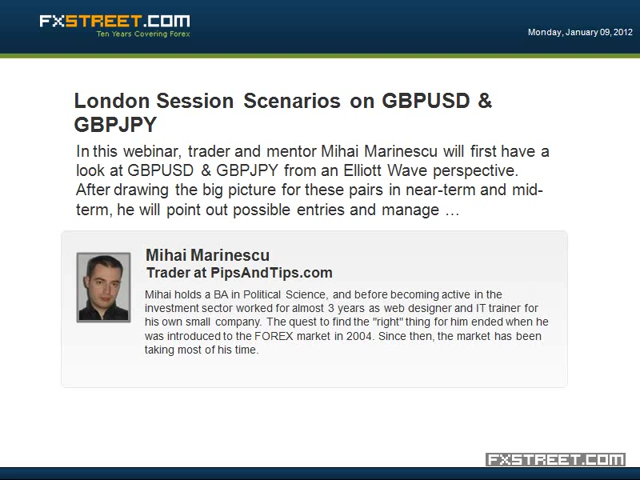 FXSTREET.COM
Ten Years Covering Forex
Monday, January 09, 2012
London Session Scenarios on GBPUSD &
GBPJPY
In this webinar, trader and mentor Mihai Marinescu will first have a
look at GBPUSD & GBPJPY from an Elliott Wave perspective.
After drawing the big picture for these pairs in near-term and mid-
term, he will point out possible entries and manage …
Mihai Marinescu
Trader at PipsAndTips.com
Mihai holds a BA in Political Science, and before becoming active in the
investment sector worked for almost 3 years as web designer and IT trainer for
his own small company. The quest to find the "right" thing for him ended when he
was introduced to the FOREX market in 2004. Since then, the market has been
taking most of his time.
FXSTREET.COM